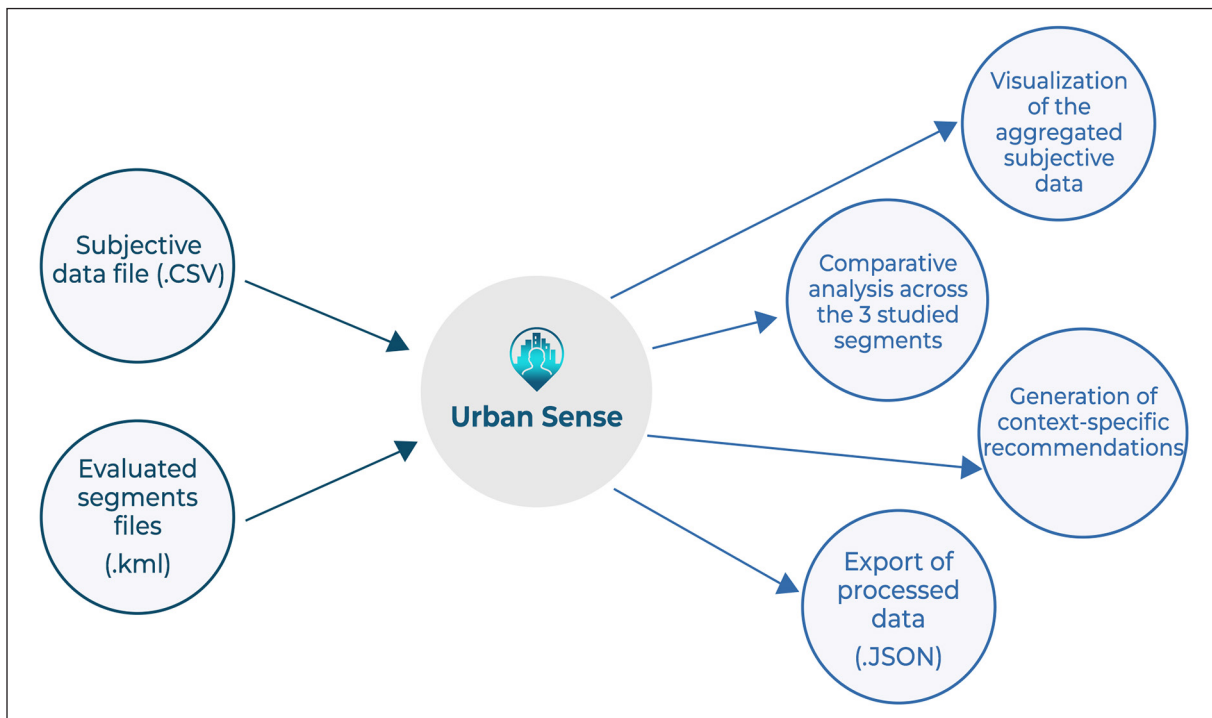 Subjective
data file (.CSV)
Evaluated
segments
files
(.kml)
Urban Sense
Visualization
of the
aggregated
subjective
data
Comparative
analysis across
the 3 studied
segments
Generation of
context-specific
recommendations
Export of
processed
data
(.JSON)